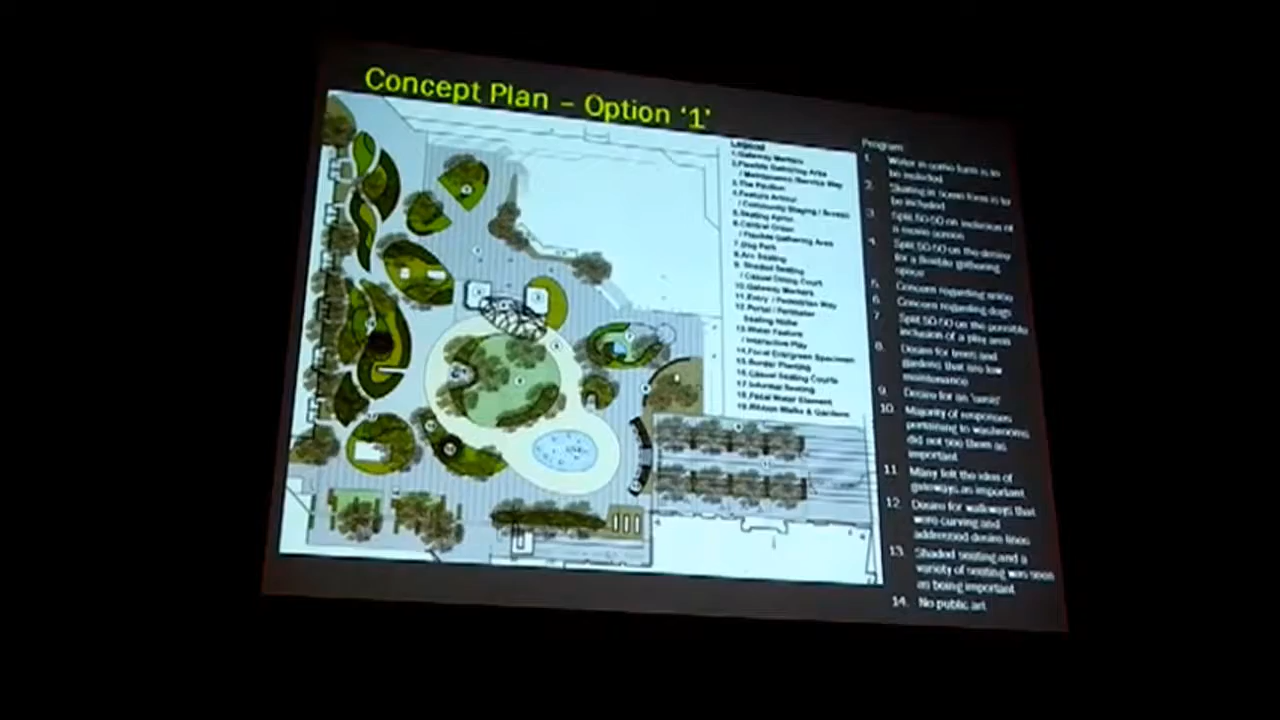 Concept Plan – Option '1'
Legend
1.Gateway Markers
2.Flexible Gathering Area
/ Maintenance /Service Way
3.The Pavilion
4.Feature Arbour
/ Community Staging / Screen
5.Seating Apron
6.Central Green
/ Flexible Gathering Area
7.Dog Park
8.Arc Seating
9. Shaded Seating
/ Casual Dining Court
10.Gateway Markers
11.Entry / Pedestrian Way
12.Portal / Perimeter
Seating Niche
13.Water Feature
/ Interactive Play
14.Focal Evergreen Specimen
15.Border Planting
16.Casual Seating Courts
17.Informal Seating
18.Focal Water Element
19.Ribbon Walks & Gardens
Program:
1. Water in some form is to
be included
2. Skating in some form is to
be included
3. Split 50-50 on inclusion of
a movie screen
4. Split 50-50 on the desire
for a flexible gathering
space
5. Concern regarding noise
6. Concern regarding dogs
7. Split 50-50 on the possible
inclusion of a play area
8. Desire for trees and
gardens that are low
maintenance
9. Desire for an 'oasis'
10. Majority of responses
pertaining to washrooms
did not see them as
important
11. Many felt the idea of
gateways as important
12. Desire for walkways that
were curving and
addressed desire lines
13. Shaded seating and a
variety of seating was seen
as being important
14. No public art